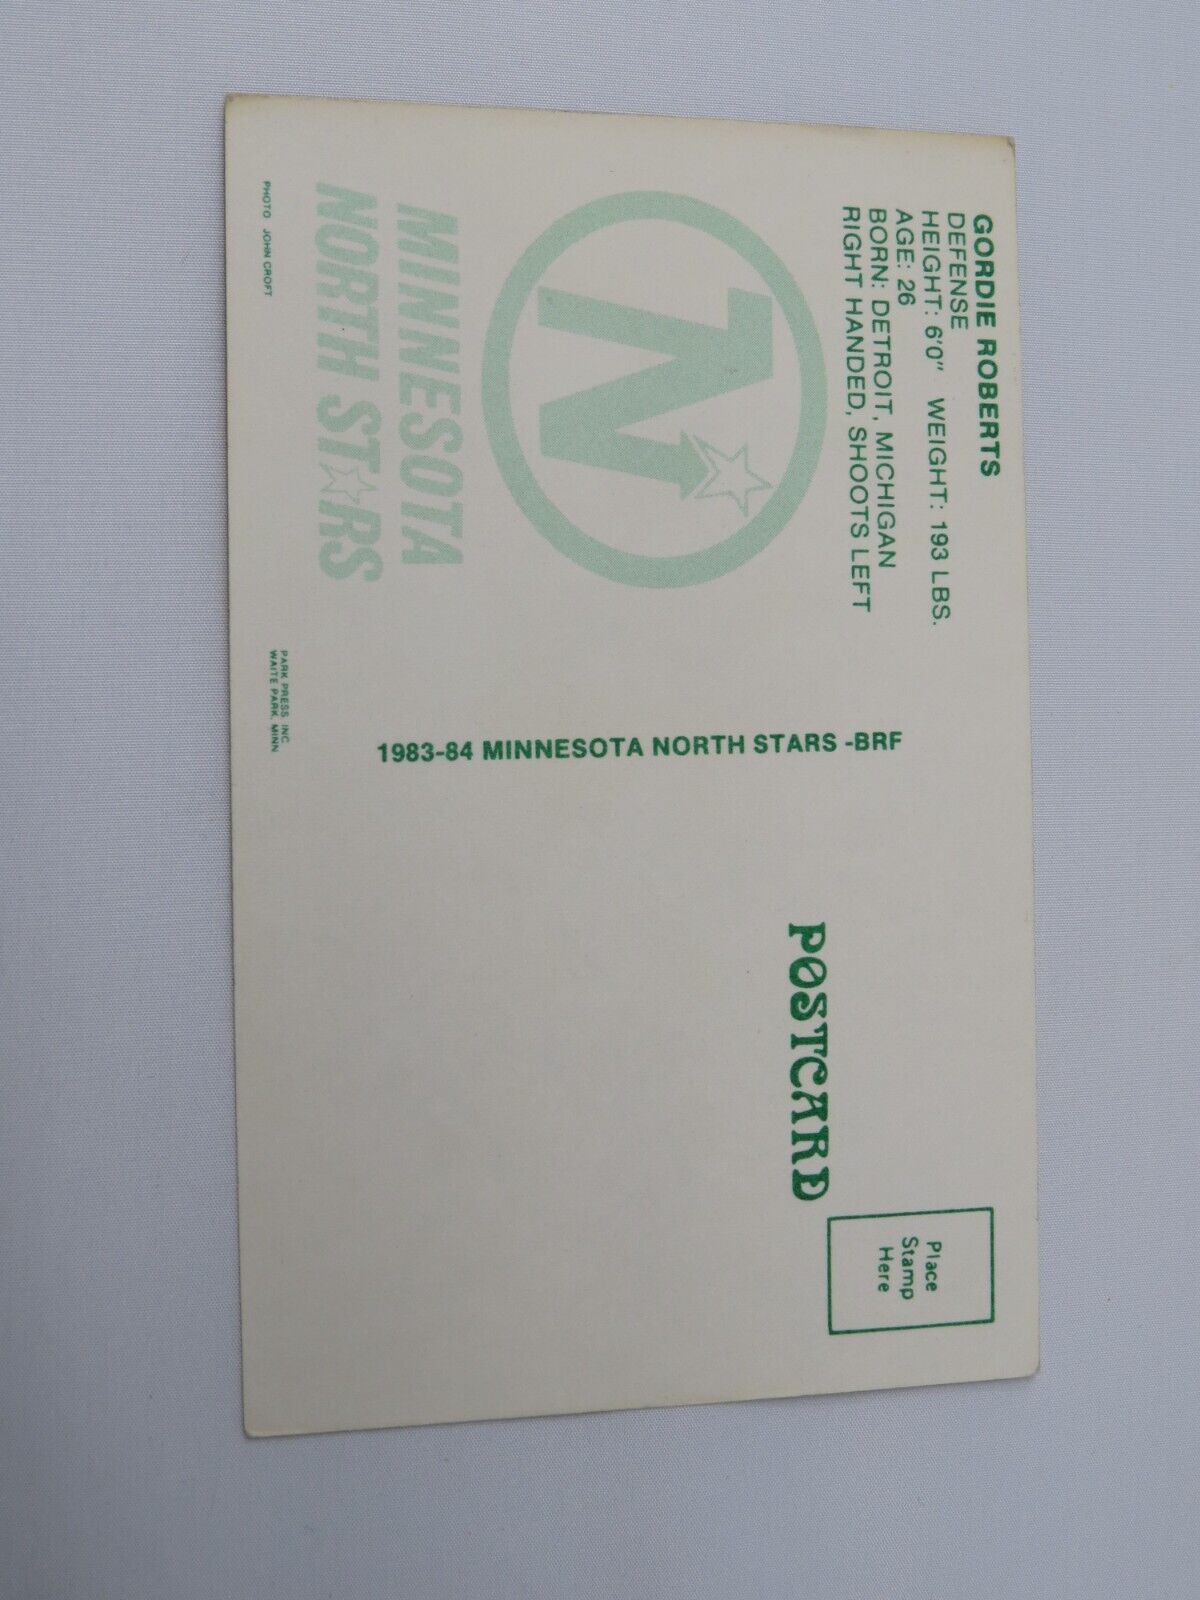 GORDIE ROBERTS
DEFENSE
HEIGHT: 6'0" WEIGHT: 193 LBS.
AGE: 26
BORN: DETROIT, MICHIGAN
RIGHT HANDED, SHOOTS LEFT
N
MINNESOTA
NORTH STARS
PHOTO JOHN CROFT
PARK PRESS INC
WAITE PARK, MINN
1983-84 MINNESOTA NORTH STARS -BRF
POSTCARD
Place
Stamp
Here